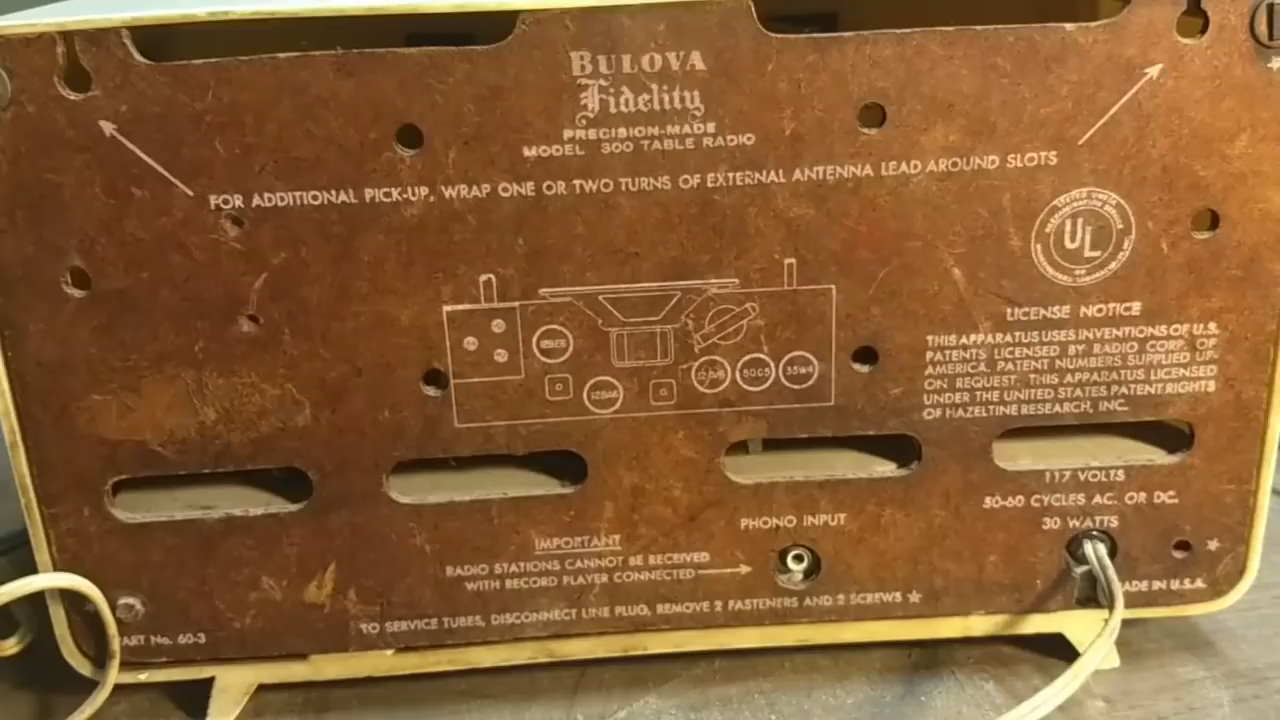 BULOVA
Fidelity
PRECISION-MADE
MODEL 300 TABLE RADIO
FOR ADDITIONAL PICK-UP, WRAP ONE OR TWO TURNS OF EXTERNAL ANTENNA LEAD AROUND SLOTS
UL
12BE6
12BA6
12AV6
50C5
35W4
LICENSE NOTICE
THIS APPARATUS USES INVENTIONS OF U.S.
PATENTS LICENSED BY RADIO CORP. OF
AMERICA. PATENT NUMBERS SUPPLIED UP-
ON REQUEST. THIS APPARATUS LICENSED
UNDER THE UNITED STATES PATENT RIGHTS
OF HAZELTINE RESEARCH, INC.
117 VOLTS
50-60 CYCLES AC. OR DC.
30 WATTS
PHONO INPUT
IMPORTANT
RADIO STATIONS CANNOT BE RECEIVED
WITH RECORD PLAYER CONNECTED
MADE IN U.S.A.
TO SERVICE TUBES, DISCONNECT LINE PLUG, REMOVE 2 FASTENERS AND 2 SCREWS ☆
PART No. 60-3